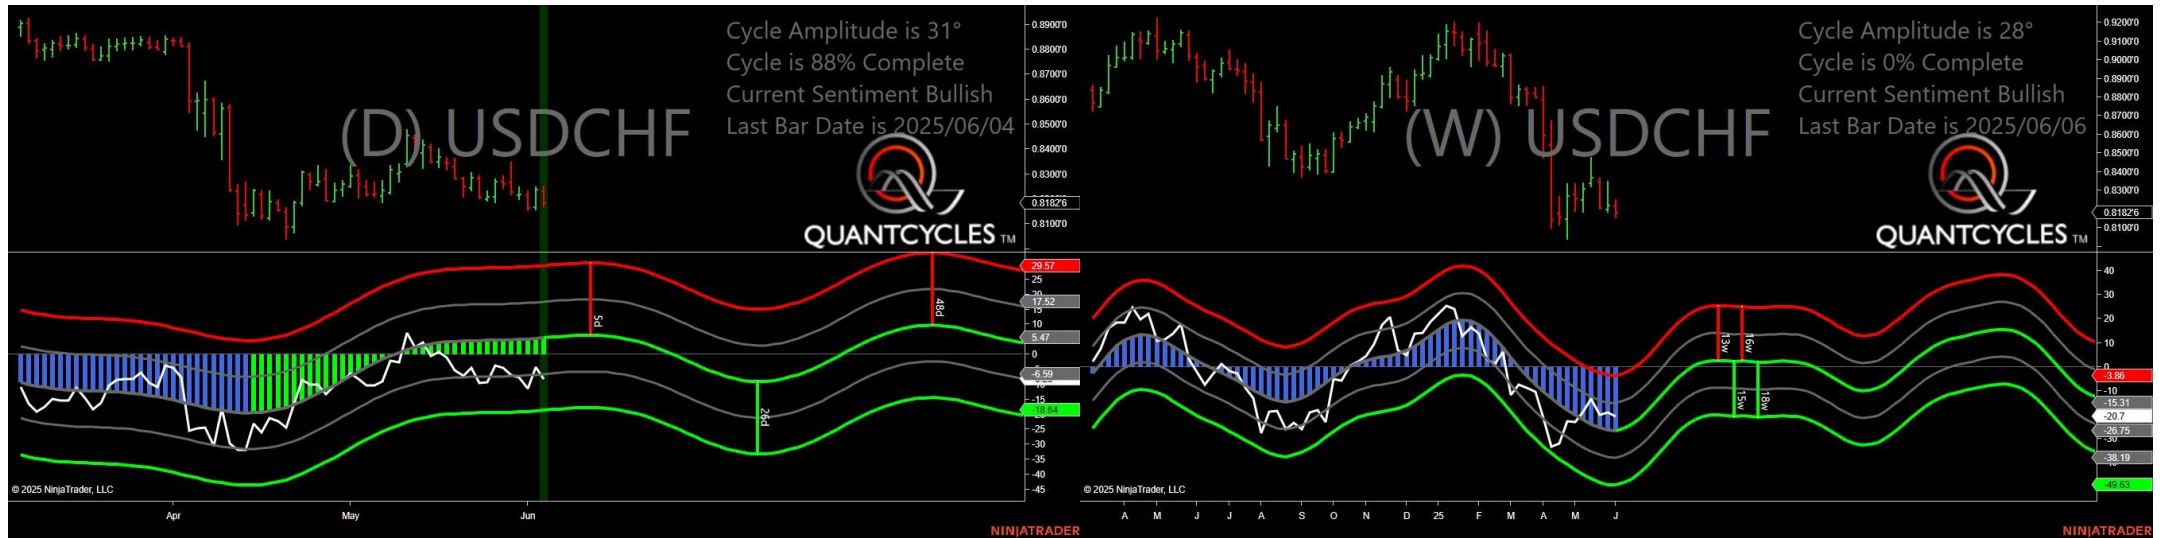 Cycle Amplitude is 31°
Cycle is 88% Complete
Current Sentiment Bullish
Last Bar Date is 2025/06/04
(D) USDCHF
QUANTCYCLES TM
0.8900'0
0.8800'0
0.8700'0
0.8600'0
0.8500'0
0.8400'0
0.8300'0
0.8182'6
0.8100'0
29.57
25
20
17.52
15
10
5.47
0
-6.59
-15
-18.64
-25
-30
-35
-40
-45
5d
26d
48d
© 2025 NinjaTrader, LLC
Apr May Jun
NINJATRADER
Cycle Amplitude is 28°
Cycle is 0% Complete
Current Sentiment Bullish
Last Bar Date is 2025/06/06
(W) USDCHF
QUANTCYCLES TM
0.9200'0
0.9100'0
0.9000'0
0.8900'0
0.8800'0
0.8700'0
0.8600'0
0.8500'0
0.8400'0
0.8300'0
0.8182'6
0.8100'0
40
30
20
10
0
-3.86
-10
-15.31
-20.7
-26.75
-30
-38.19
-49.63
13w
16w
15w
18w
© 2025 NinjaTrader, LLC
A M J J A S O N D 25 F M A M J
NINJATRADER